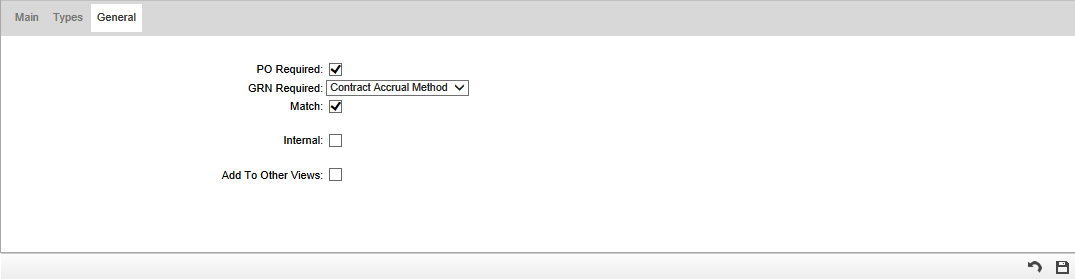 Main Types General
PO Required:
GRN Required: Contract Accrual Method
Match:
Internal:
Add To Other Views: